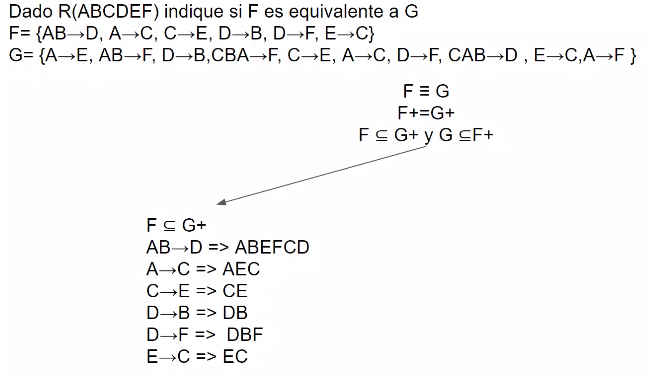 Dado R(ABCDEF) indique si F es equivalente a G
F= {AB→D, A→C, C→E, D→B, D→F, E→C}
G= {A→E, AB→F, D→B,CBA→F, C→E, A→C, D→F, CAB→D , E→C,A→F }
F ≡ G
F+=G+
F ⊆ G+ y G ⊆F+
F ⊆ G+
AB→D => ABEFCD
A→C => AEC
C→E => CE
D→B => DB
D→F => DBF
E→C => EC